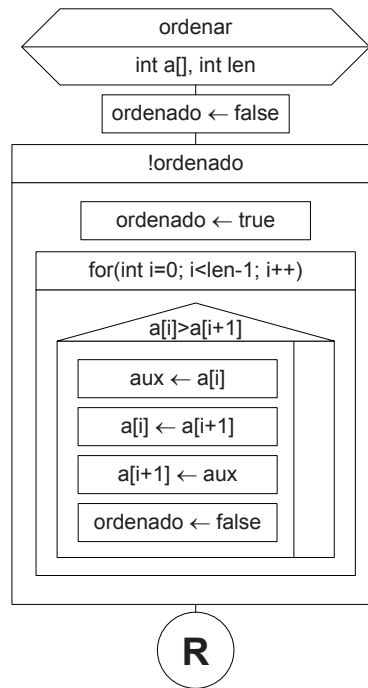 ordenar
int a[], int len
ordenado ← false
!ordenado
ordenado ← true
for(int i=0; i<len-1; i++)
a[i]>a[i+1]
aux ← a[i]
a[i] ← a[i+1]
a[i+1] ← aux
ordenado ← false
R